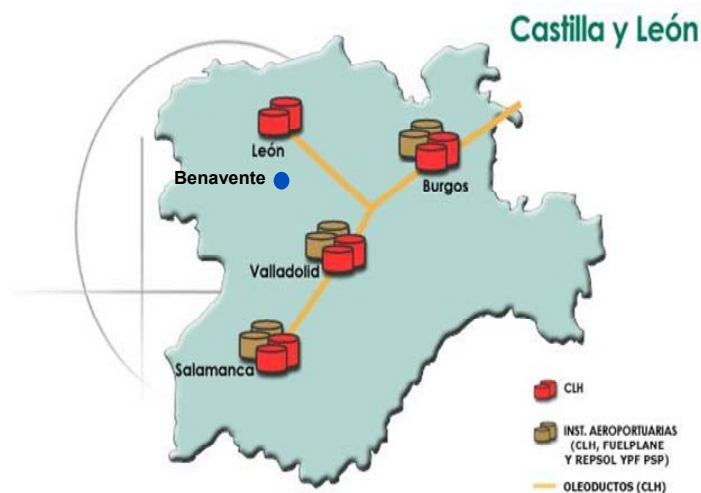 Castilla y León
León
Benavente
Burgos
Valladolid
Salamanca
CLH
INST. AEROPORTUARIAS
(CLH, FUELPLANE
Y REPSOL YPF PSP)
OLEODUCTOS (CLH)